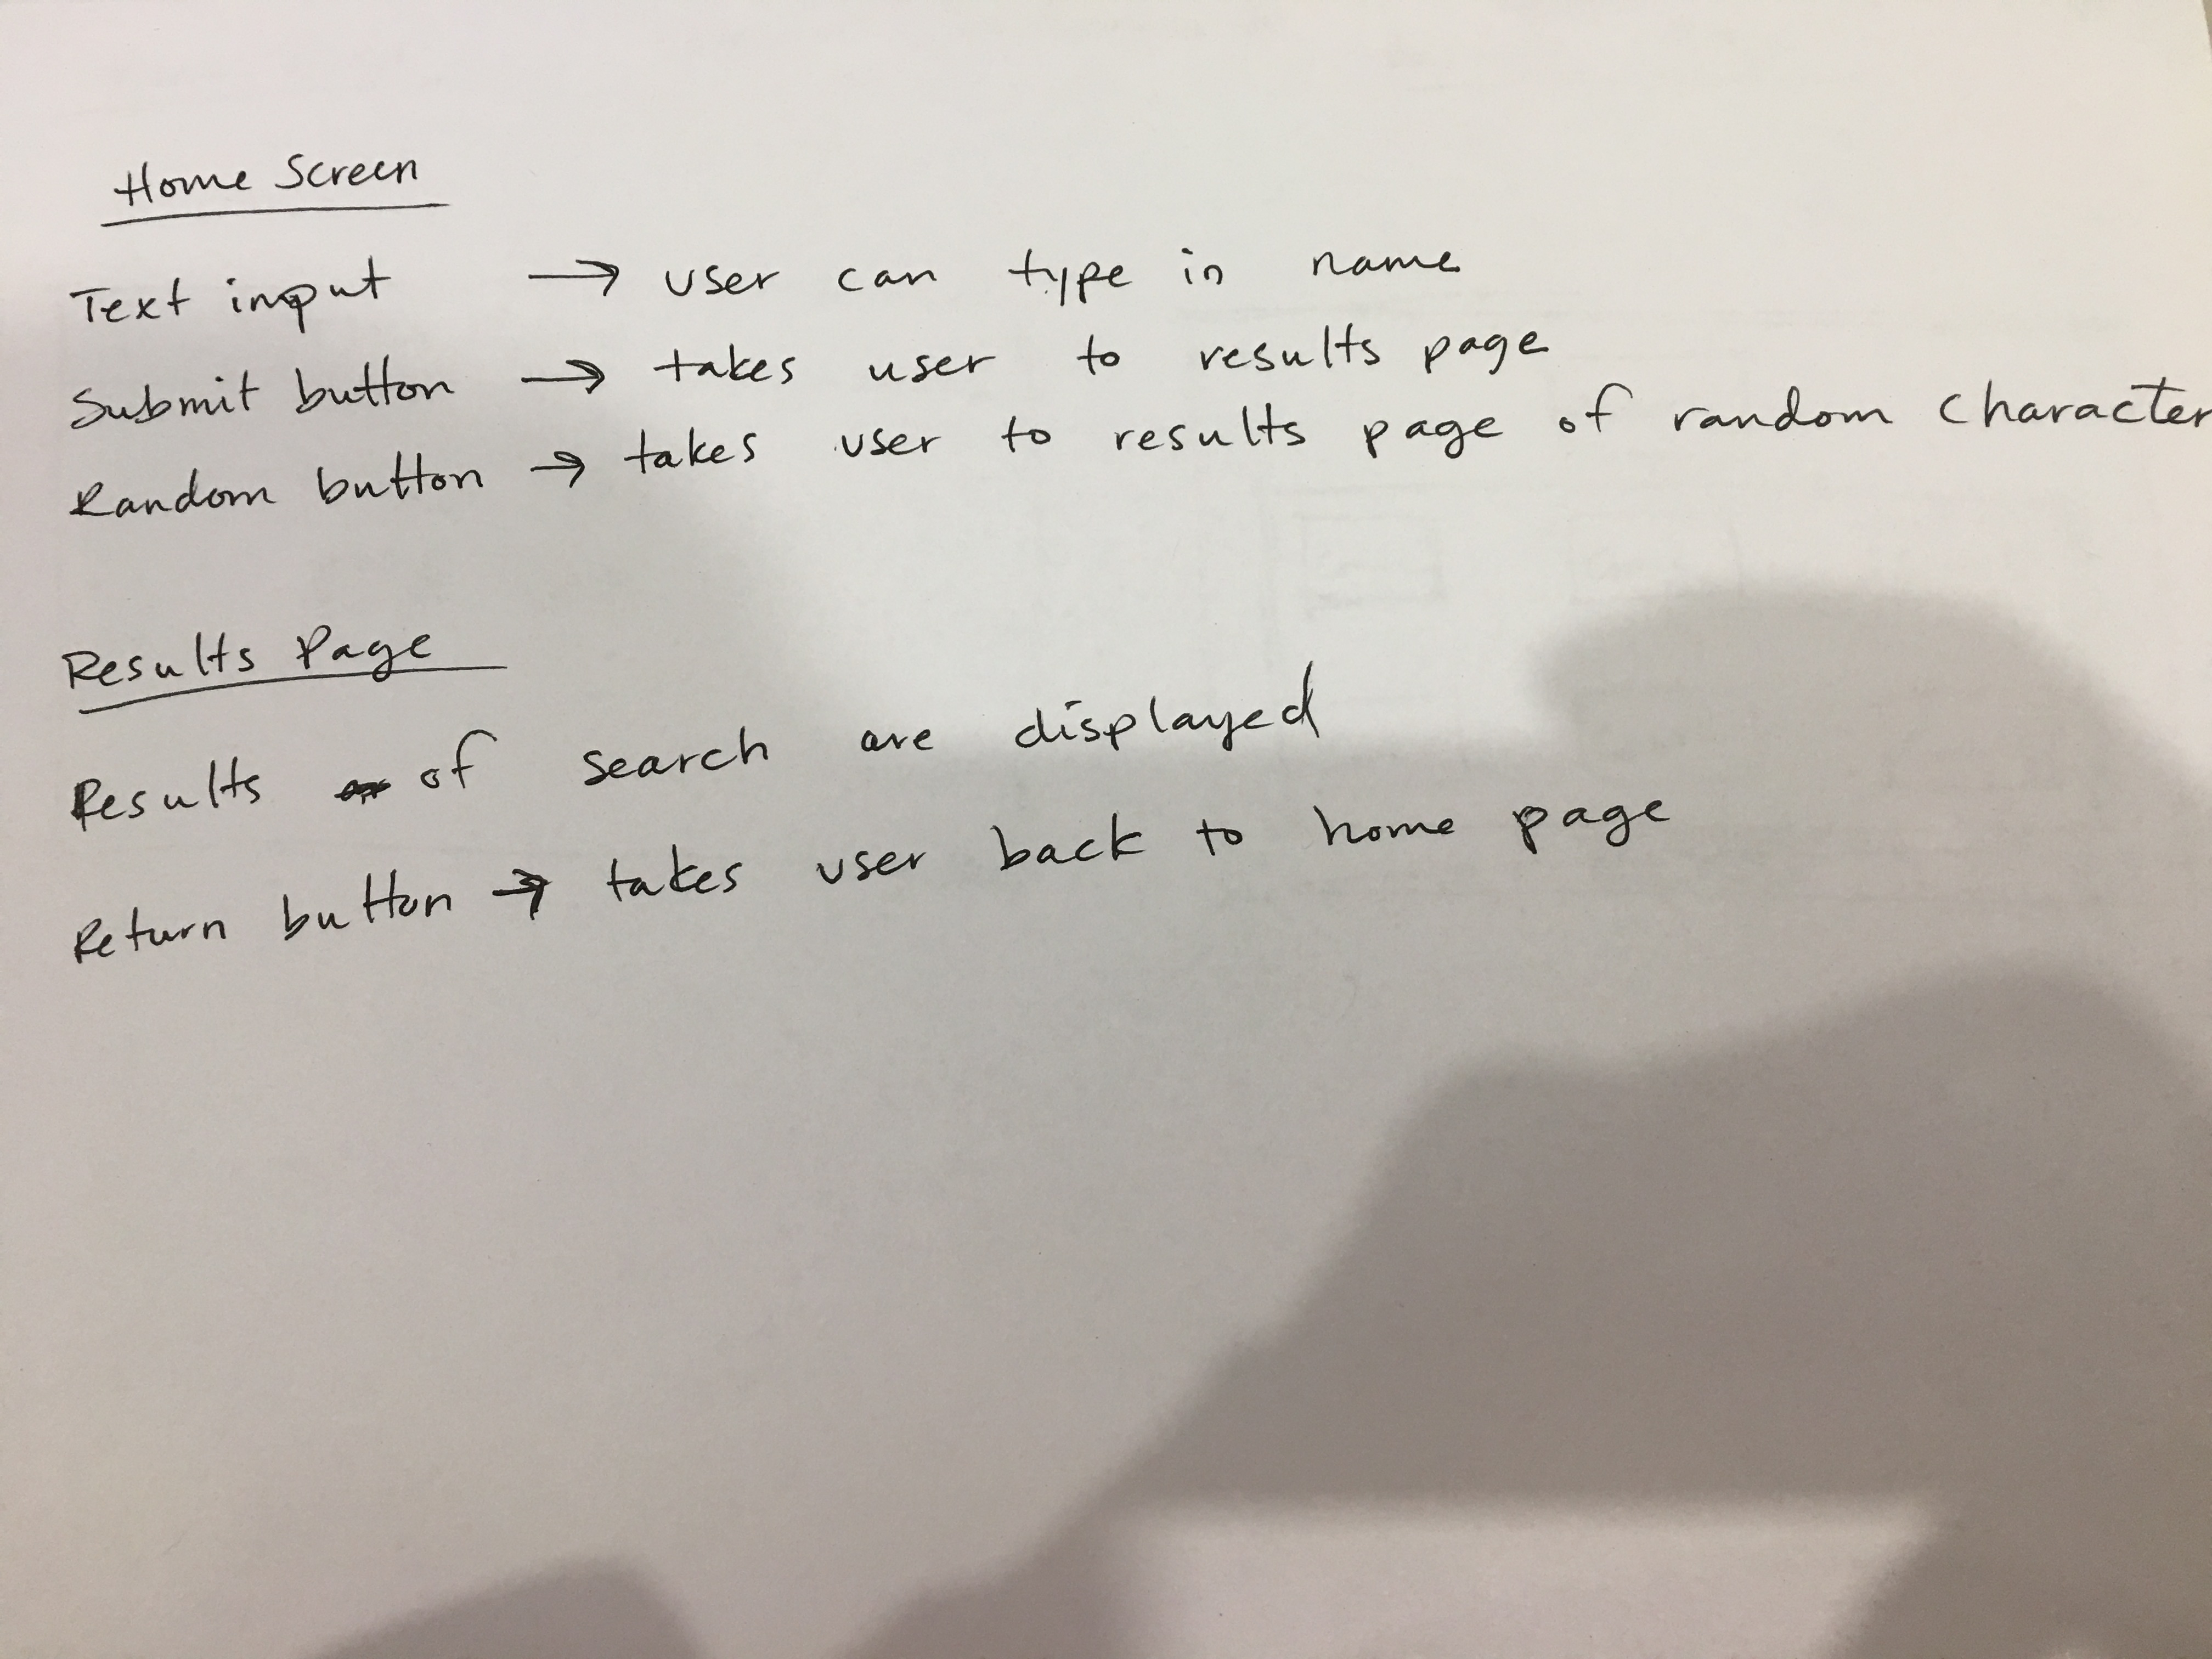 Home Screen
Text input → user can type in name
Submit button → takes user to results page
Random button → takes user to results page of random character
Results Page
Results of search are displayed
Return button → takes user back to home page